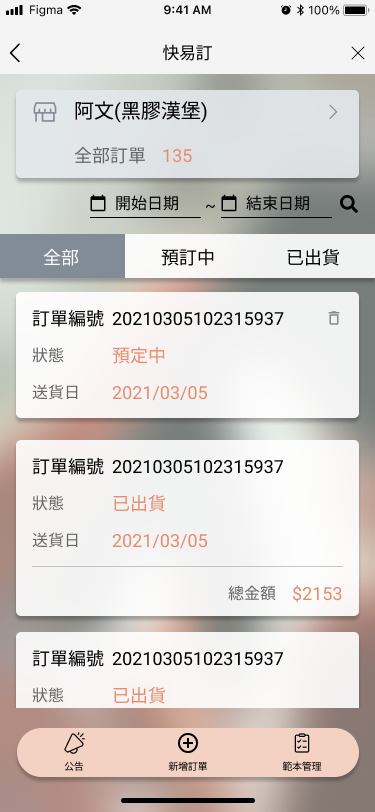 Figma 9:41 AM 100%
快易訂
阿文(黑膠漢堡)
全部訂單 135
開始日期 ~ 結束日期
全部 預訂中 已出貨
訂單編號 20210305102315937
狀態 預定中
送貨日 2021/03/05
訂單編號 20210305102315937
狀態 已出貨
送貨日 2021/03/05
總金額 $2153
訂單編號 20210305102315937
狀態 已出貨
公告 新增訂單 範本管理